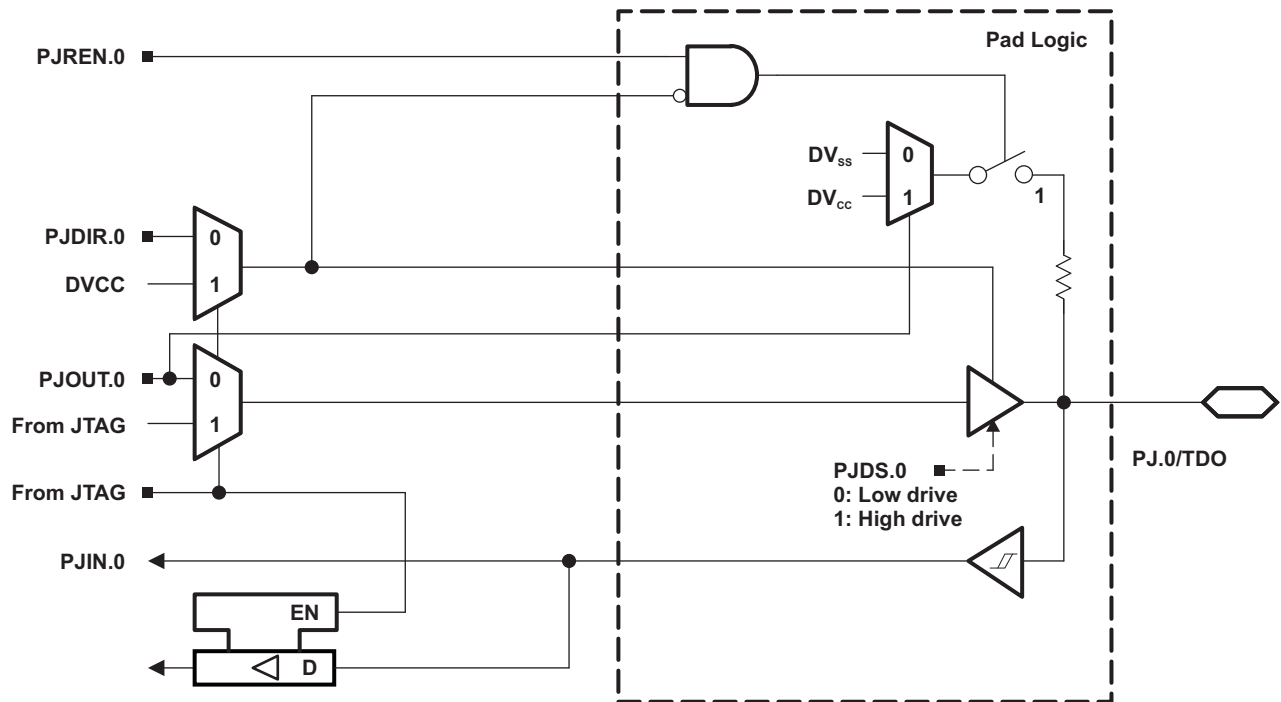 Pad Logic
PJREN.0
DVSS
0
DVCC
1
1
PJDIR.0
0
DVCC
1
PJOUT.0
0
From JTAG
1
PJDS.0
0: Low drive
1: High drive
PJ.0/TDO
From JTAG
PJIN.0
EN
D